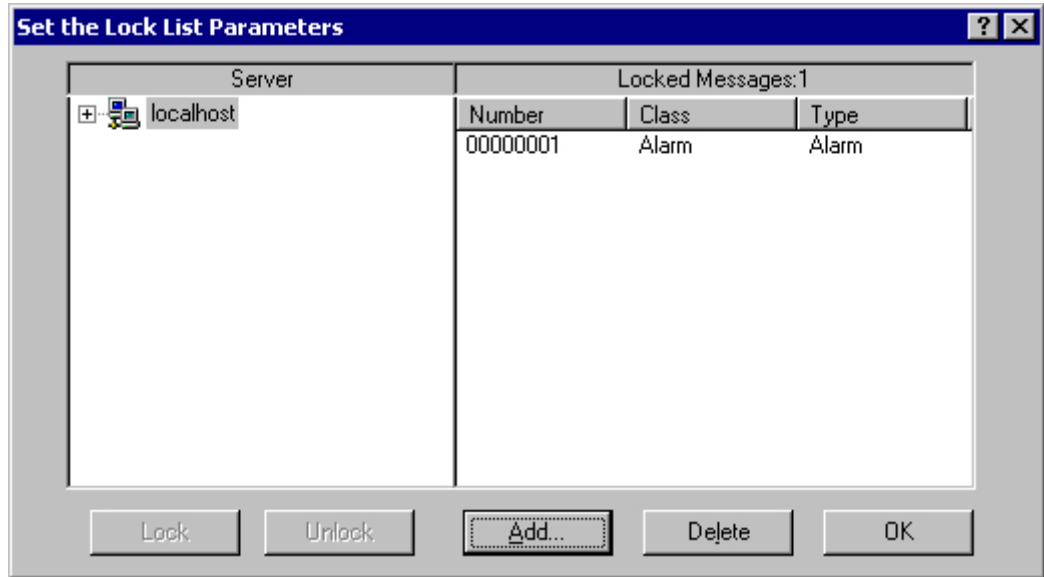 Set the Lock List Parameters
Server Locked Messages:1
localhost
Number Class Type
00000001 Alarm Alarm
Lock Unlock Add... Delete OK